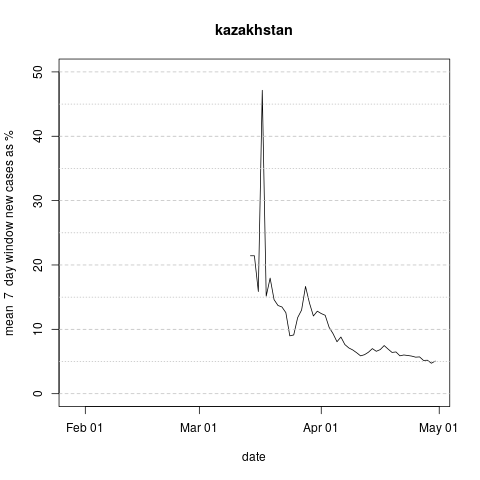 kazakhstan
mean 7 day window new cases as %
50
40
30
20
10
0
Feb 01
Mar 01
Apr 01
May 01
date